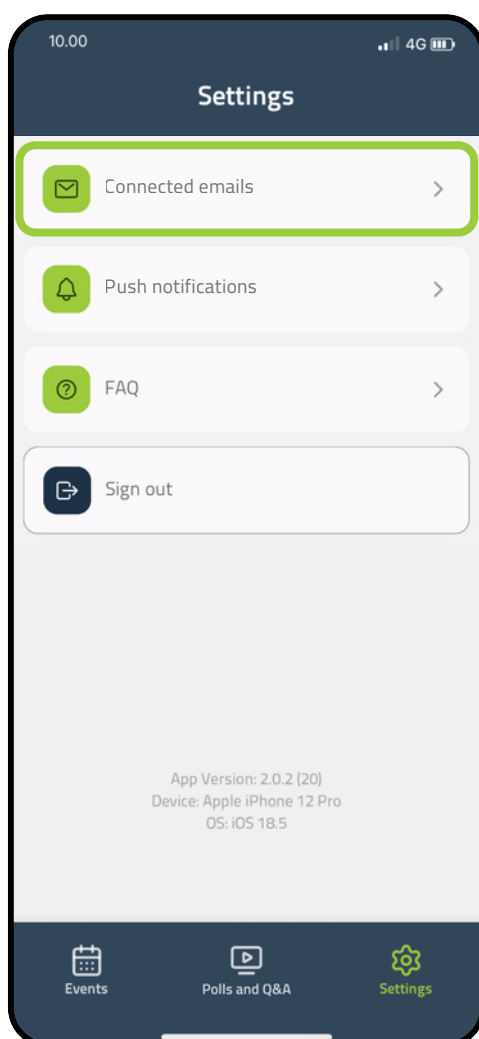 10.00 4G
Settings
Connected emails
Push notifications
FAQ
Sign out
App Version: 2.0.2 (20)
Device: Apple iPhone 12 Pro
OS: iOS 18.5
Events Polls and Q&A Settings